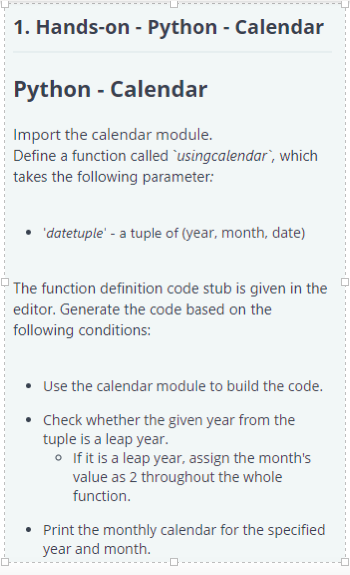 1. Hands-on - Python - Calendar
Python - Calendar
Import the calendar module.
Define a function called `usingcalendar`, which
takes the following parameter:
• 'datetuple' - a tuple of (year, month, date)
The function definition code stub is given in the
editor. Generate the code based on the
following conditions:
• Use the calendar module to build the code.
• Check whether the given year from the
tuple is a leap year.
◦ If it is a leap year, assign the month's
value as 2 throughout the whole
function.
• Print the monthly calendar for the specified
year and month.